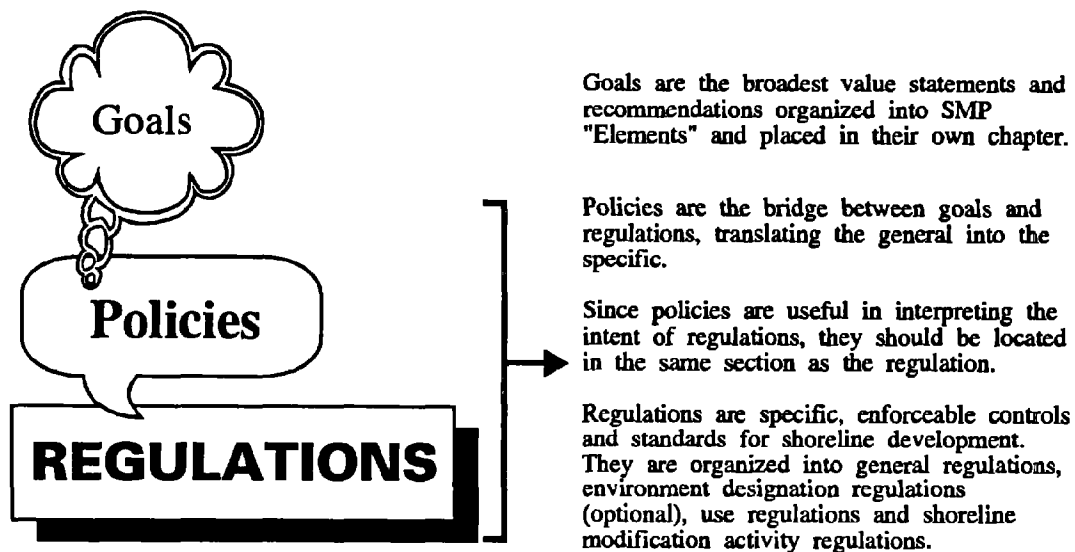 Goals
Policies
REGULATIONS
Goals are the broadest value statements and
recommendations organized into SMP
"Elements" and placed in their own chapter.
Policies are the bridge between goals and
regulations, translating the general into the
specific.
Since policies are useful in interpreting the
intent of regulations, they should be located
in the same section as the regulation.
Regulations are specific, enforceable controls
and standards for shoreline development.
They are organized into general regulations,
environment designation regulations
(optional), use regulations and shoreline
modification activity regulations.